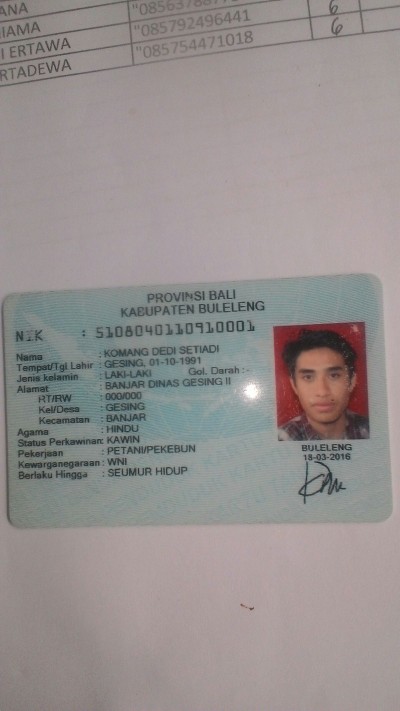 ANA "0856378877
IAMA "085792496441 6
I ERTAWA "085754471018 6
RTADEWA
PROVINSI BALI
KABUPATEN BULELENG
NIK : 5108040110910001
Nama : KOMANG DEDI SETIADI
Tempat/Tgl Lahir : GESING, 01-10-1991
Jenis kelamin : LAKI-LAKI Gol. Darah : -
Alamat : BANJAR DINAS GESING II
RT/RW : 000/000
Kel/Desa : GESING
Kecamatan : BANJAR
Agama : HINDU
Status Perkawinan: KAWIN
Pekerjaan : PETANI/PEKEBUN
Kewarganegaraan : WNI
Berlaku Hingga : SEUMUR HIDUP
BULELENG
18-03-2016